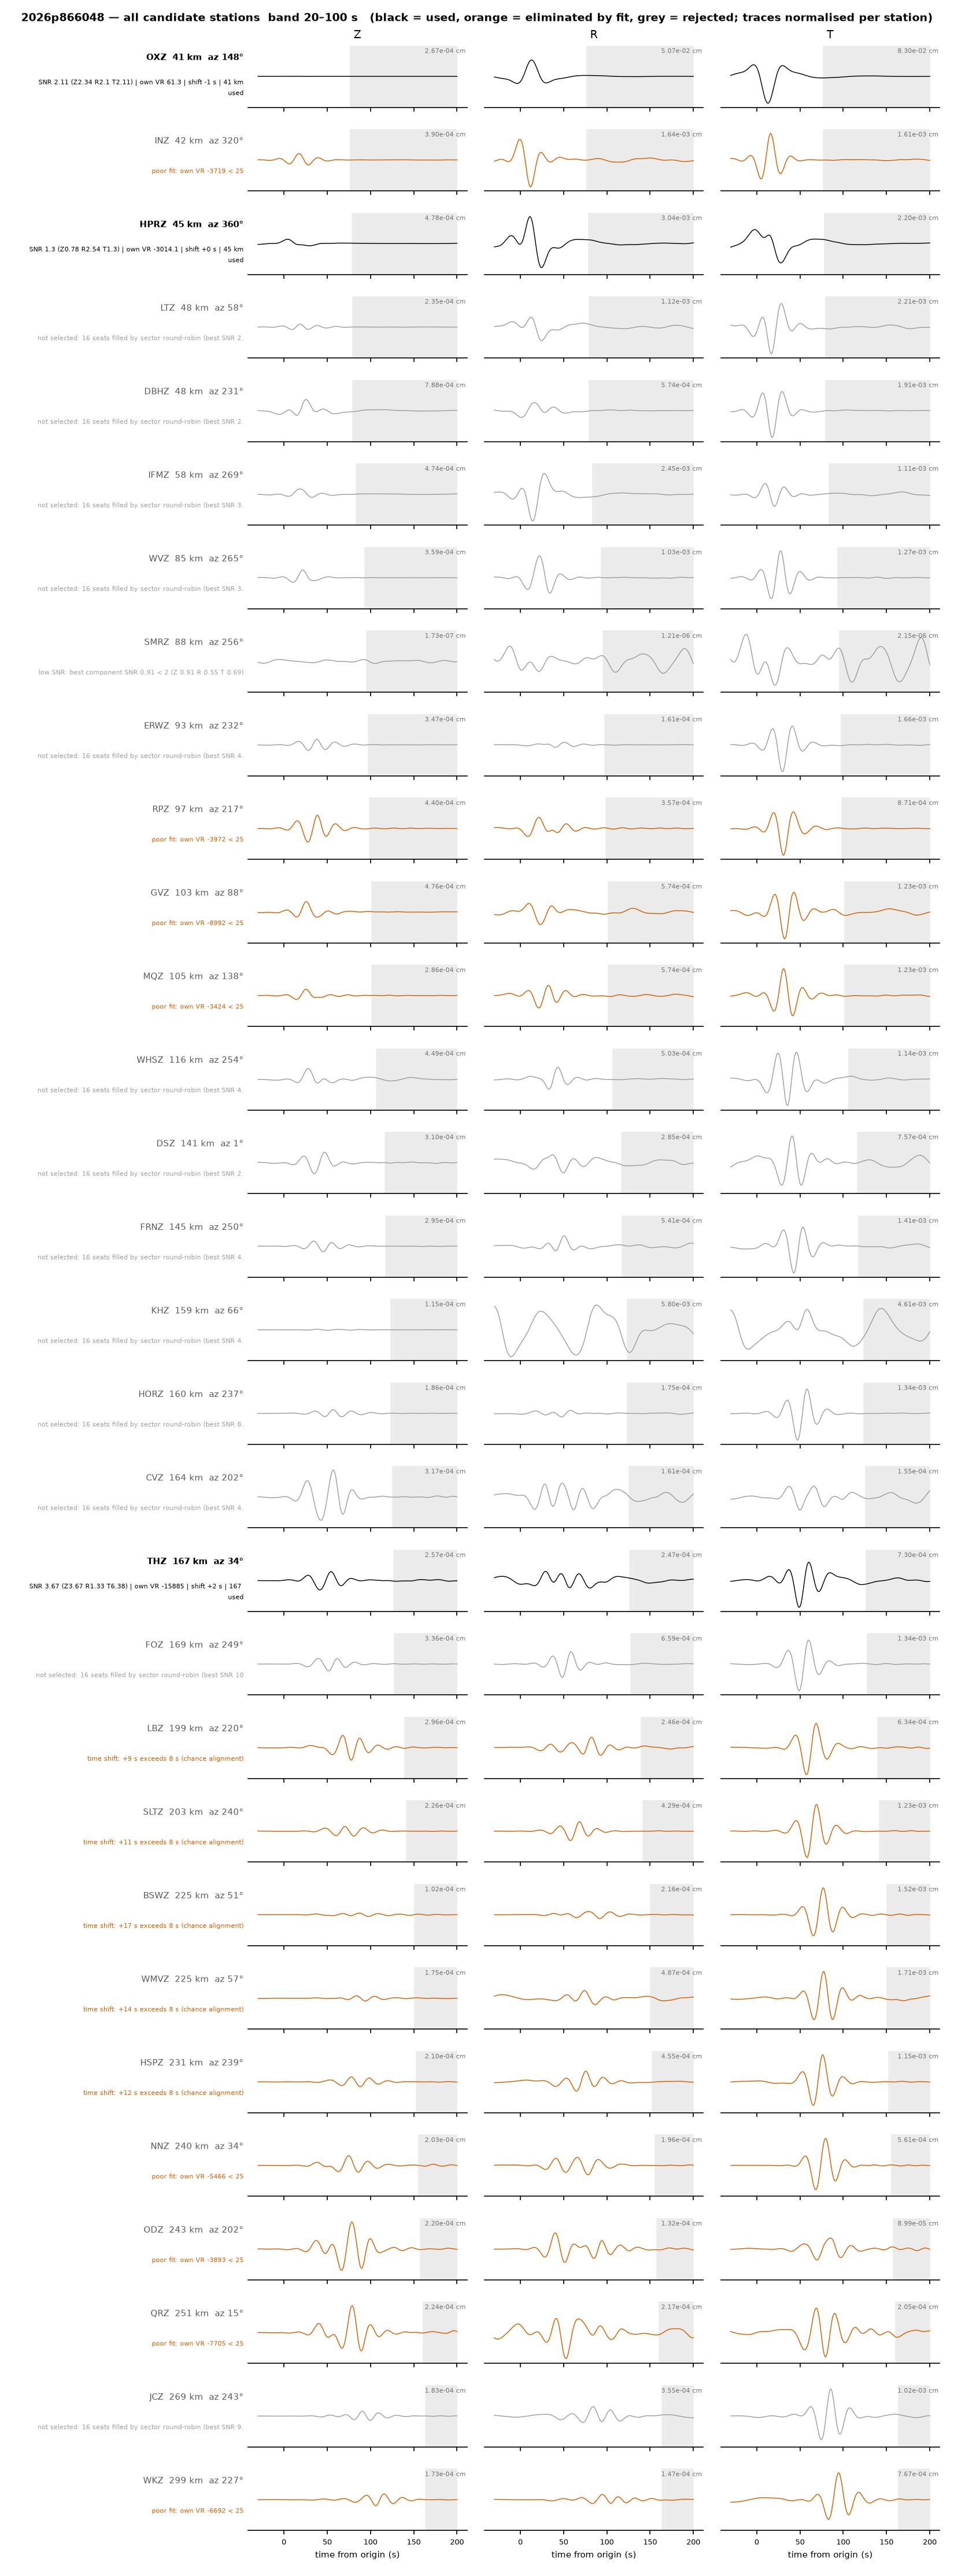 2026p866048 — all candidate stations  band 20–100 s   (black = used, orange = eliminated by fit, grey = rejected; traces normalised per station)
Z R T
OXZ  41 km  az 148°
SNR 2.11 (Z2.34 R2.1 T2.11) | own VR 61.3 | shift -1 s | 41 km
used
2.67e-04 cm 5.07e-02 cm 8.30e-02 cm
INZ  42 km  az 320°
poor fit: own VR -3719 < 25
3.90e-04 cm 1.64e-03 cm 1.61e-03 cm
HPRZ  45 km  az 360°
SNR 1.3 (Z0.78 R2.54 T1.3) | own VR -3014.1 | shift +0 s | 45 km
used
4.78e-04 cm 3.04e-03 cm 2.20e-03 cm
LTZ  48 km  az 58°
not selected: 16 seats filled by sector round-robin (best SNR 2.
2.35e-04 cm 1.12e-03 cm 2.21e-03 cm
DBHZ  48 km  az 231°
not selected: 16 seats filled by sector round-robin (best SNR 2.
7.88e-04 cm 5.74e-04 cm 1.91e-03 cm
IFMZ  58 km  az 269°
not selected: 16 seats filled by sector round-robin (best SNR 3.
4.74e-04 cm 2.45e-03 cm 1.11e-03 cm
WVZ  85 km  az 265°
not selected: 16 seats filled by sector round-robin (best SNR 3.
3.59e-04 cm 1.03e-03 cm 1.27e-03 cm
SMRZ  88 km  az 256°
low SNR: best component SNR 0.91 < 2 (Z 0.91 R 0.55 T 0.69)
1.73e-07 cm 1.21e-06 cm 2.15e-06 cm
ERWZ  93 km  az 232°
not selected: 16 seats filled by sector round-robin (best SNR 4.
3.47e-04 cm 1.61e-04 cm 1.66e-03 cm
RPZ  97 km  az 217°
poor fit: own VR -3972 < 25
4.40e-04 cm 3.57e-04 cm 8.71e-04 cm
GVZ  103 km  az 88°
poor fit: own VR -8992 < 25
4.76e-04 cm 5.74e-04 cm 1.23e-03 cm
MQZ  105 km  az 138°
poor fit: own VR -3424 < 25
2.86e-04 cm 5.74e-04 cm 1.23e-03 cm
WHSZ  116 km  az 254°
not selected: 16 seats filled by sector round-robin (best SNR 4.
4.49e-04 cm 5.03e-04 cm 1.14e-03 cm
DSZ  141 km  az 1°
not selected: 16 seats filled by sector round-robin (best SNR 2.
3.10e-04 cm 2.85e-04 cm 7.57e-04 cm
FRNZ  145 km  az 250°
not selected: 16 seats filled by sector round-robin (best SNR 4.
2.95e-04 cm 5.41e-04 cm 1.41e-03 cm
KHZ  159 km  az 66°
not selected: 16 seats filled by sector round-robin (best SNR 4.
1.15e-04 cm 5.80e-03 cm 4.61e-03 cm
HORZ  160 km  az 237°
not selected: 16 seats filled by sector round-robin (best SNR 8.
1.86e-04 cm 1.75e-04 cm 1.34e-03 cm
CVZ  164 km  az 202°
not selected: 16 seats filled by sector round-robin (best SNR 4.
3.17e-04 cm 1.61e-04 cm 1.55e-04 cm
THZ  167 km  az 34°
SNR 3.67 (Z3.67 R1.33 T6.38) | own VR -15885 | shift +2 s | 167
used
2.57e-04 cm 2.47e-04 cm 7.30e-04 cm
FOZ  169 km  az 249°
not selected: 16 seats filled by sector round-robin (best SNR 10
3.36e-04 cm 6.59e-04 cm 1.34e-03 cm
LBZ  199 km  az 220°
time shift: +9 s exceeds 8 s (chance alignment)
2.96e-04 cm 2.46e-04 cm 6.34e-04 cm
SLTZ  203 km  az 240°
time shift: +11 s exceeds 8 s (chance alignment)
2.26e-04 cm 4.29e-04 cm 1.23e-03 cm
BSWZ  225 km  az 51°
time shift: +17 s exceeds 8 s (chance alignment)
1.02e-04 cm 2.16e-04 cm 1.52e-03 cm
WMVZ  225 km  az 57°
time shift: +14 s exceeds 8 s (chance alignment)
1.75e-04 cm 4.87e-04 cm 1.71e-03 cm
HSPZ  231 km  az 239°
time shift: +12 s exceeds 8 s (chance alignment)
2.10e-04 cm 4.55e-04 cm 1.15e-03 cm
NNZ  240 km  az 34°
poor fit: own VR -5466 < 25
2.03e-04 cm 1.96e-04 cm 5.61e-04 cm
ODZ  243 km  az 202°
poor fit: own VR -3893 < 25
2.20e-04 cm 1.32e-04 cm 8.99e-05 cm
QRZ  251 km  az 15°
poor fit: own VR -7705 < 25
2.24e-04 cm 2.17e-04 cm 2.05e-04 cm
JCZ  269 km  az 243°
not selected: 16 seats filled by sector round-robin (best SNR 9.
1.83e-04 cm 3.55e-04 cm 1.02e-03 cm
WKZ  299 km  az 227°
poor fit: own VR -6692 < 25
1.73e-04 cm 1.47e-04 cm 7.67e-04 cm
0 50 100 150 200 0 50 100 150 200 0 50 100 150 200
time from origin (s) time from origin (s) time from origin (s)